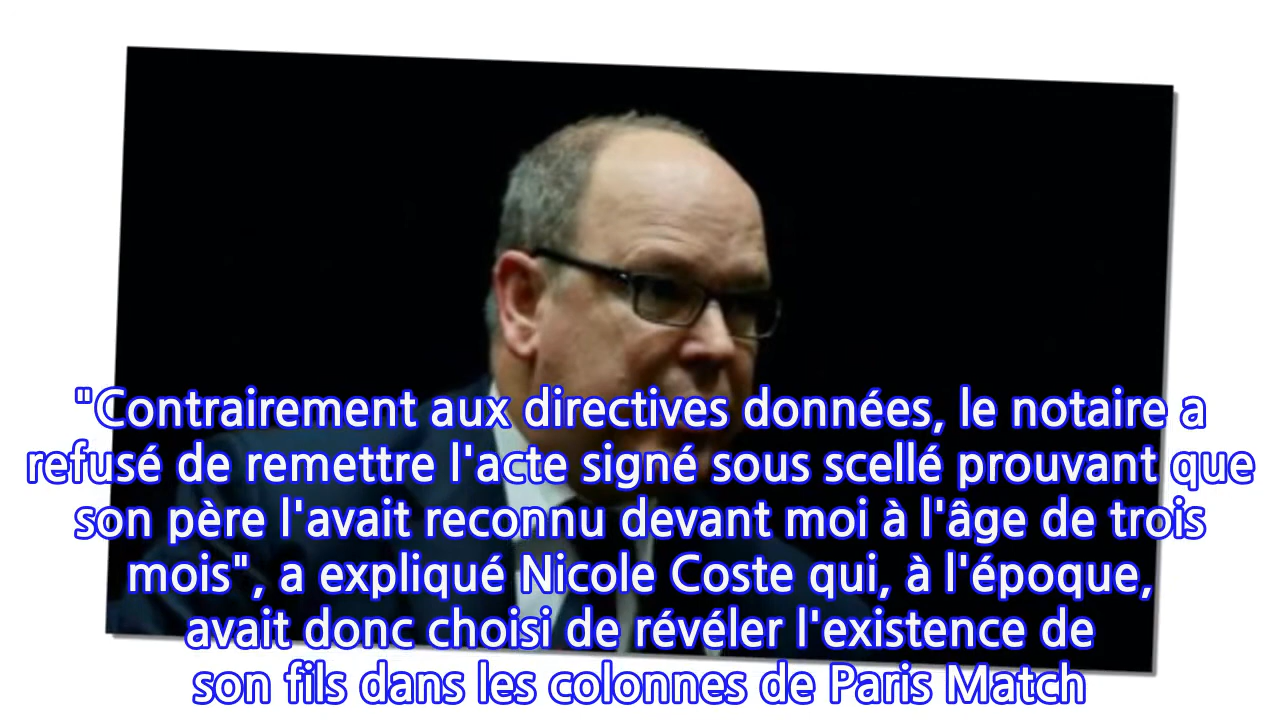 "Contrairement aux directives données, le notaire a
refusé de remettre l'acte signé sous scellé prouvant que
son père l'avait reconnu devant moi à l'âge de trois
mois", a expliqué Nicole Coste qui, à l'époque,
avait donc choisi de révéler l'existence de
son fils dans les colonnes de Paris Match